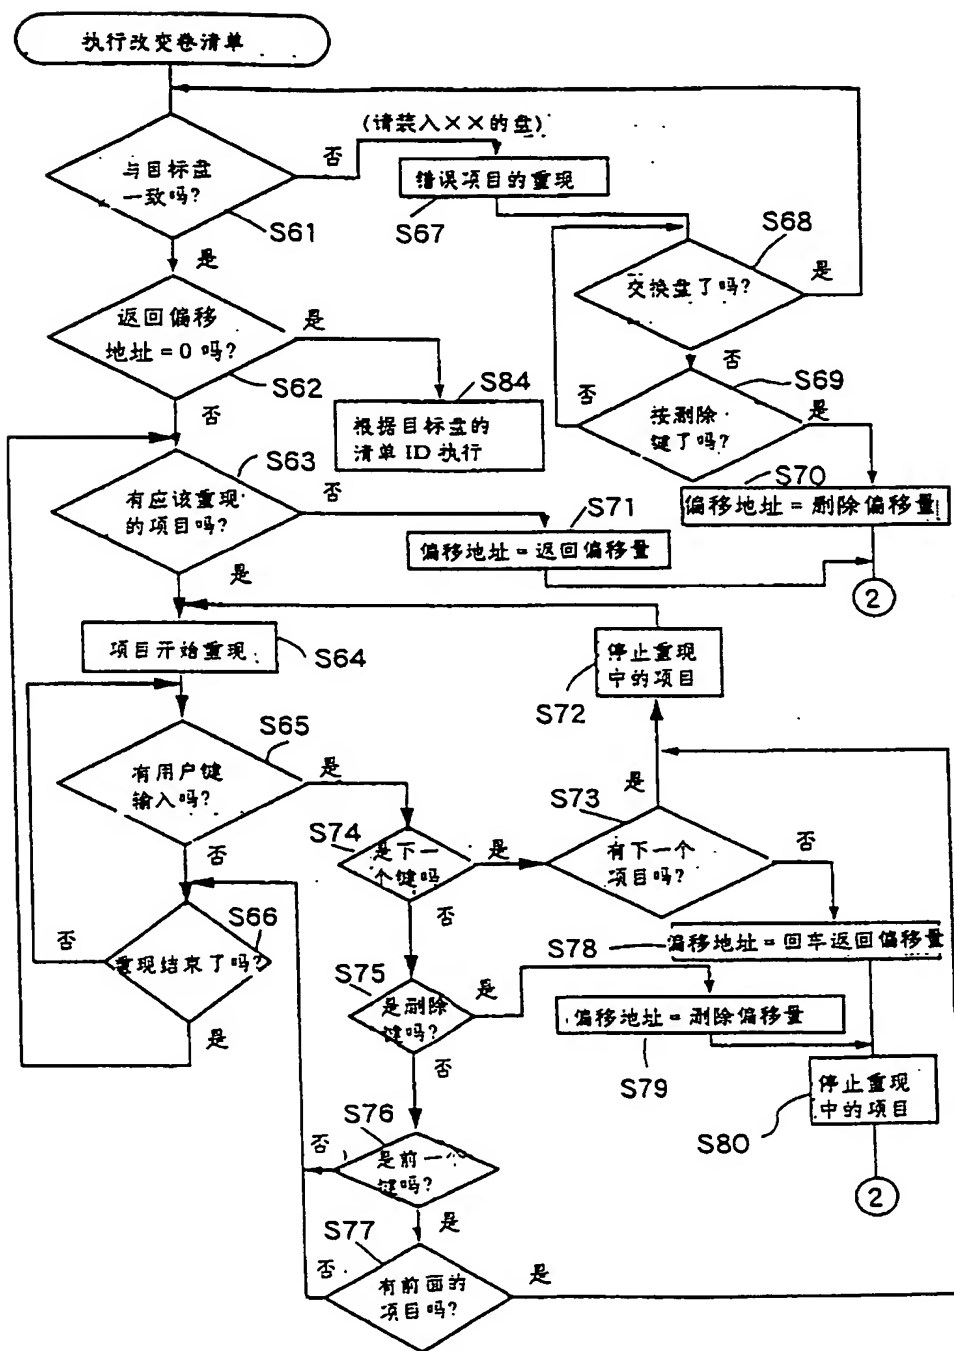 执行改变卷清单
(请装入××的盘)
与目标盘
一致吗?
否
错误项目的重现
S61
S67
S68
是
交换盘了吗?
是
返回偏移
地址=0吗?
是
否
S62
S84
S69
否
否
按删除
键了吗?
是
根据目标盘的
清单ID执行
S63
有应该重现
的项目吗?
否
S71
S70
偏移地址=删除偏移量
偏移地址=返回偏移量
是
2
项目开始重现
S64
停止重现
中的项目
S72
S65
有用户键
输入吗?
是
是
S73
S74
是下一
个键吗
是
有下一个
项目吗?
否
否
否
S66
否
重现结束了吗?
S78
偏移地址=回车返回偏移量
S75
是删除
键吗?
是
偏移地址=删除偏移量
是
否
S79
停止重现
中的项目
S76
S80
否
是前一个
键吗?
2
是
S77
否
有前面的
项目吗?
是